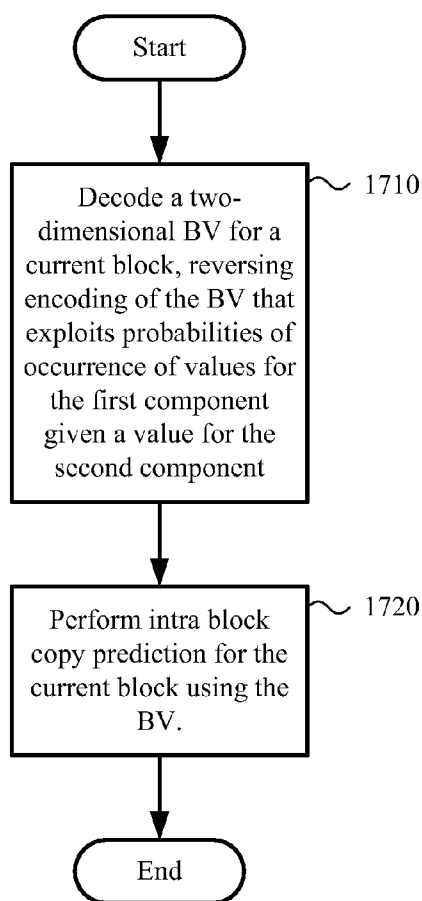 Start
1710
Decode a two-
dimensional BV for a
current block, reversing
encoding of the BV that
exploits probabilities of
occurrence of values for
the first component
given a value for the
second component
1720
Perform intra block
copy prediction for the
current block using the
BV.
End